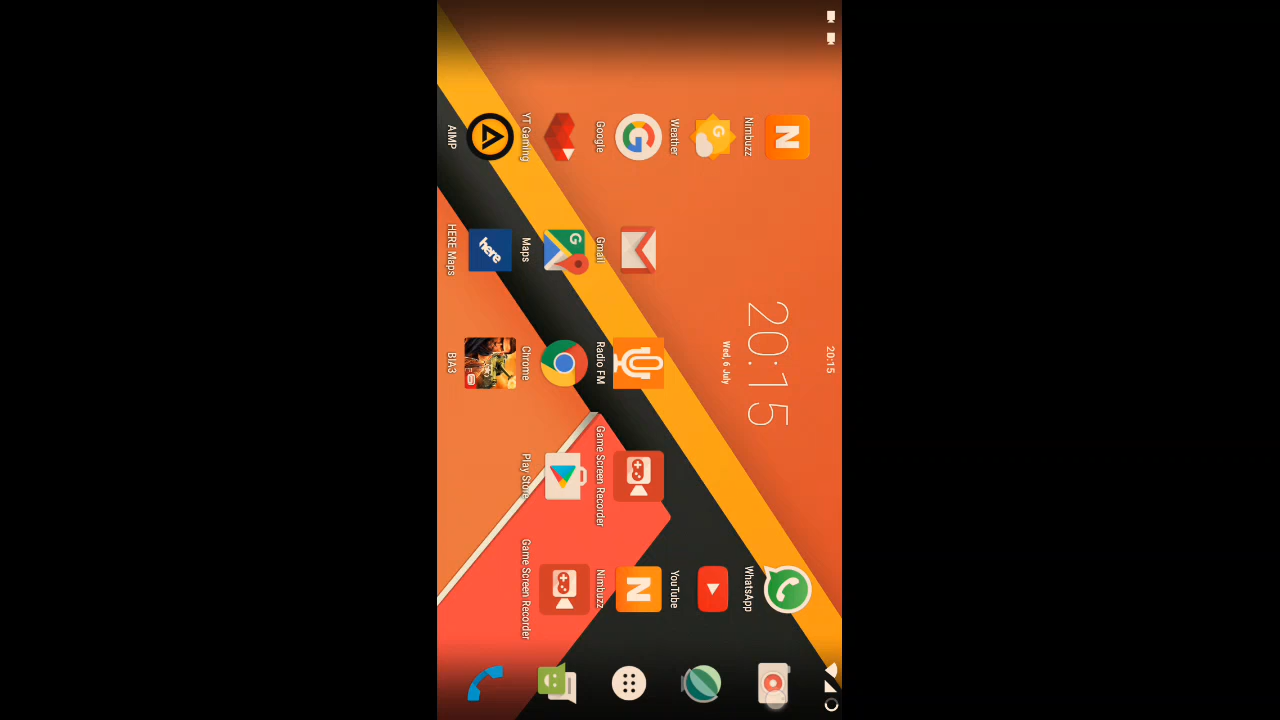 20:15
20:15
Wed, 6 July
N
Nimbuzz
WhatsApp
G
Weather
YouTube
G
N
Google
Gmail
Radio FM
Game Screen Recorder
Nimbuzz
G
YT Gaming
Maps
Chrome
Play Store
Game Screen Recorder
here
AIMP
HERE Maps
BIA3